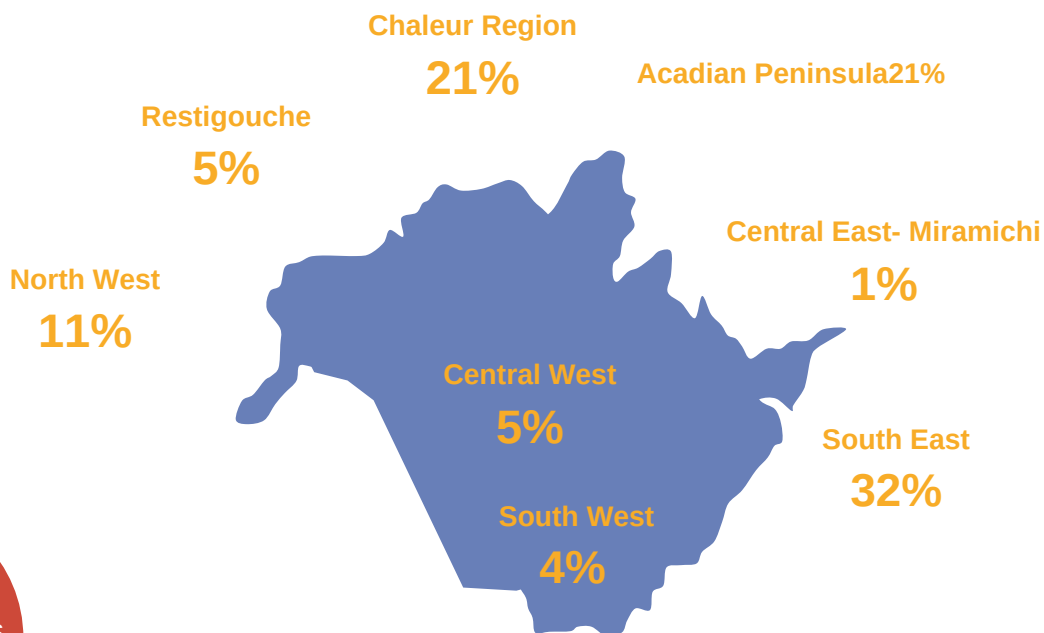 Chaleur Region
21%
Acadian Peninsula21%
Restigouche
5%
Central East- Miramichi
1%
North West
11%
Central West
5%
South East
32%
South West
4%